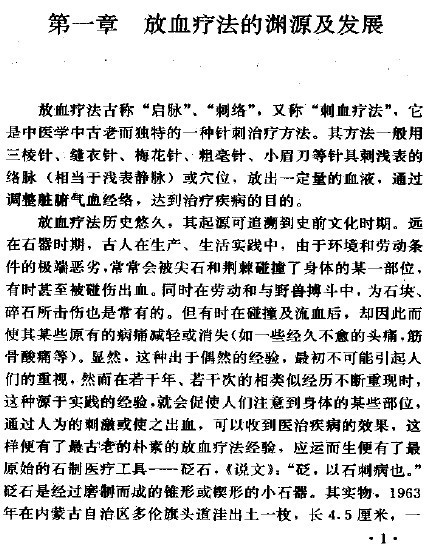 第一章　放血疗法的渊源及发展
放血疗法古称“启脉”、“刺络”，又称“刺血疗法”，它
是中医学中古老而独特的一种针刺治疗方法。其方法一般用
三棱针、缝衣针、梅花针、粗毫针、小眉刀等针具刺浅表的
络脉（相当于浅表静脉）或穴位，放出一定量的血液，通过
调整脏腑气血经络，达到治疗疾病的目的。
放血疗法历史悠久，其起源可追溯到史前文化时期。远
在石器时期，古人在生产、生活实践中，由于环境和劳动条
件的极端恶劣，常常会被尖石和荆棘碰撞了身体的某一部位，
有时甚至被碰伤出血。同时在劳动和与野兽搏斗中，为石块、
碎石所击伤也是常有的。但有时在碰撞及流血后，却因此而
使其某些原有的病痛减轻或消失（如一些经久不愈的头痛，筋
骨酸痛等）。显然，这种出于偶然的经验，最初不可能引起人
们的重视，然而在若干年、若干次的相类似经历不断重现时，
这种源于实践的经验，就会促使人们注意到身体的某些部位，
通过人为的刺激或使之出血，可以收到医治疾病的效果，这
样便有了最古老的朴素的放血疗法经验，应运而生便有了最
原始的石制医疗工具——砭石，《说文》：“砭，以石刺病也。”
砭石是经过磨制而成的锥形或楔形的小石器。其实物，1963
年在内蒙古自治区多伦旗头道洼出土一枚，长 4.5 厘米，一
·1·